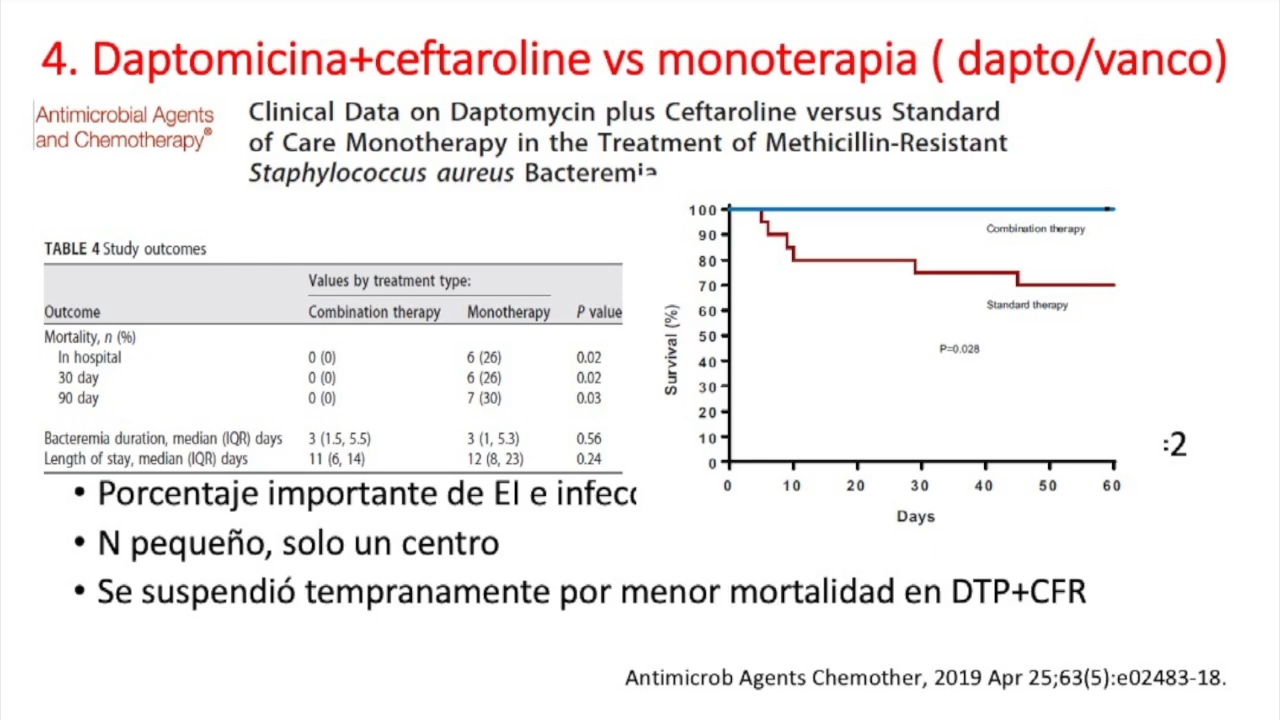 4. Daptomicina+ceftaroline vs monoterapia ( dapto/vanco)
Antimicrobial Agents
and Chemotherapy®
Clinical Data on Daptomycin plus Ceftaroline versus Standard
of Care Monotherapy in the Treatment of Methicillin-Resistant
Staphylococcus aureus Bacteremia
TABLE 4 Study outcomes
Values by treatment type:
Outcome Combination therapy Monotherapy P value
Mortality, n (%)
In hospital 0 (0) 6 (26) 0.02
30 day 0 (0) 6 (26) 0.02
90 day 0 (0) 7 (30) 0.03
Bacteremia duration, median (IQR) days 3 (1.5, 5.5) 3 (1, 5.3) 0.56
Length of stay, median (IQR) days 11 (6, 14) 12 (8, 23) 0.24
100
90
80
70
60
50
40
30
20
10
0
Survival (%)
Combination therapy
Standard therapy
P=0.028
0 10 20 30 40 50 60
Days
:2
• Porcentaje importante de EI e
• N pequeño, solo un centro
• Se suspendió tempranamente por menor mortalidad en DTP+CFR
Antimicrob Agents Chemother, 2019 Apr 25;63(5):e02483-18.